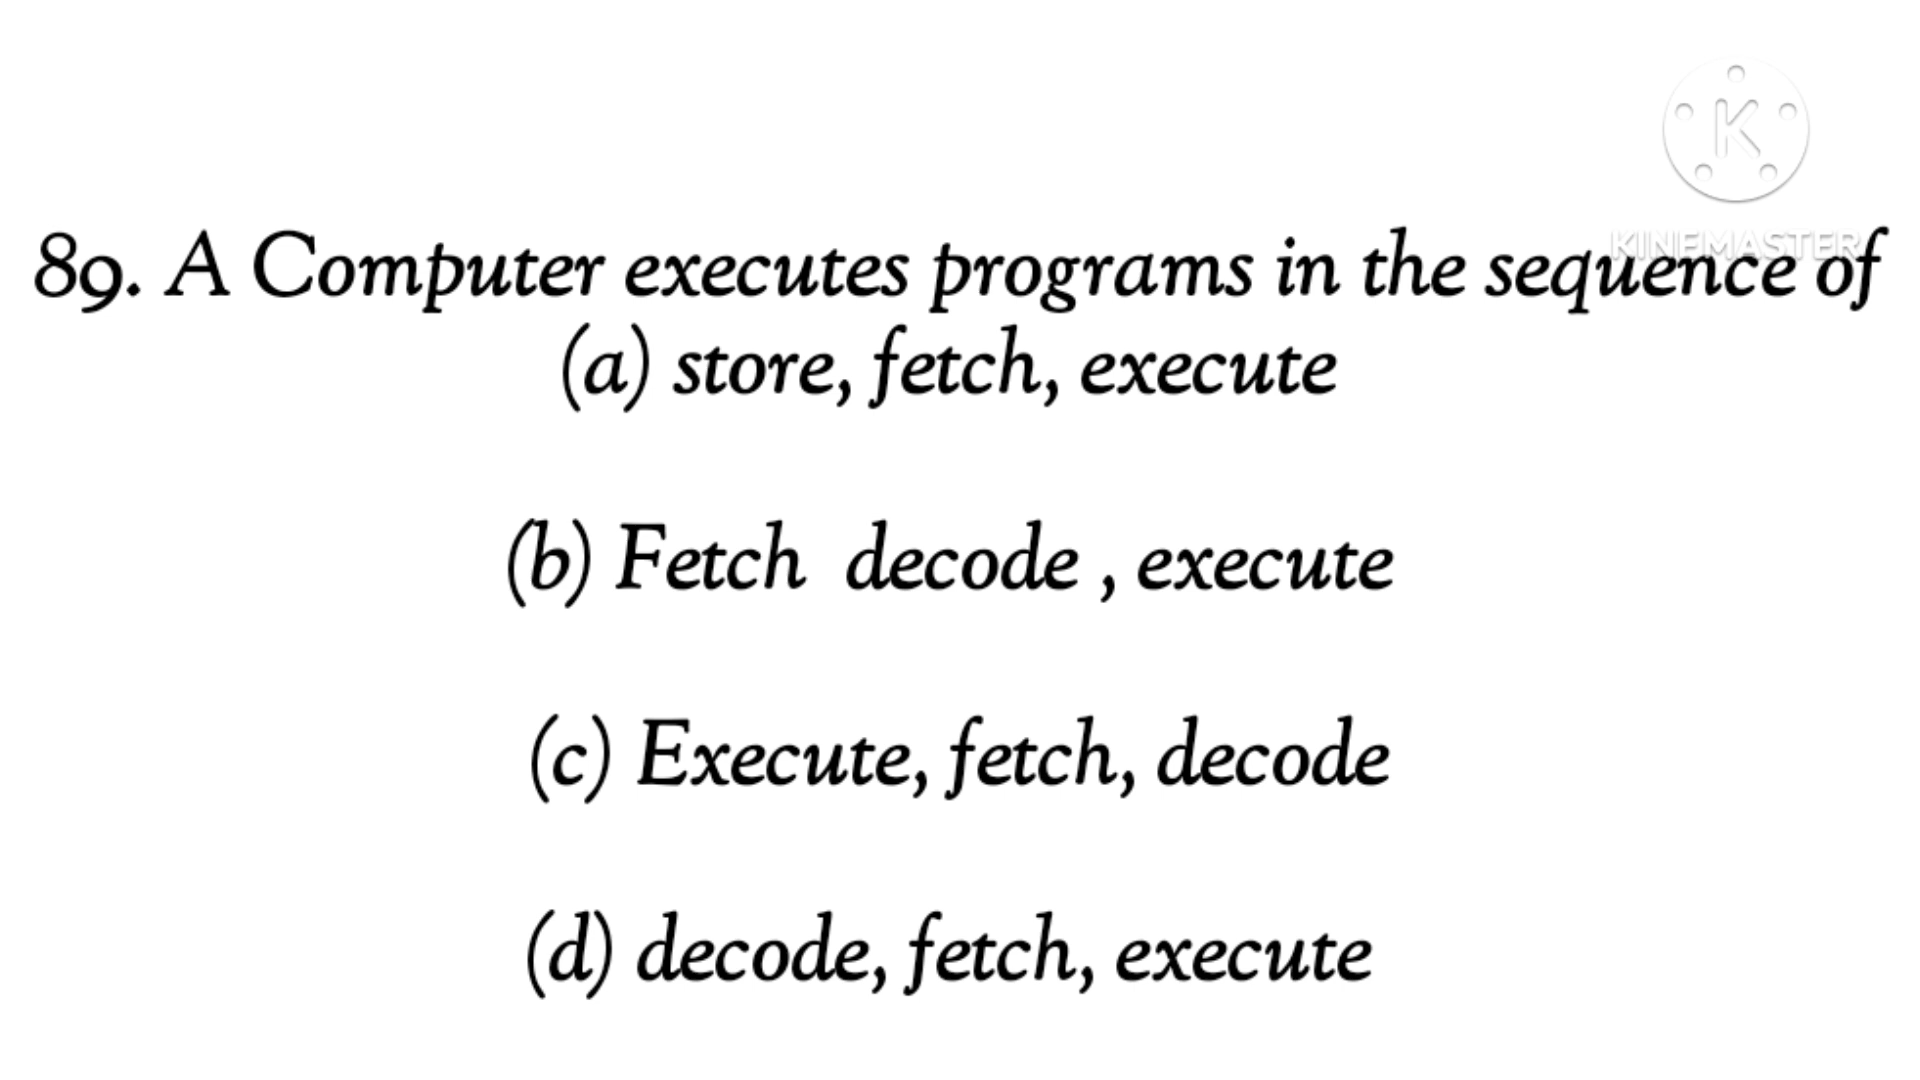 K
KINEMASTER
89. A Computer executes programs in the sequence of
(a) store, fetch, execute
(b) Fetch  decode , execute
(c) Execute, fetch, decode
(d) decode, fetch, execute